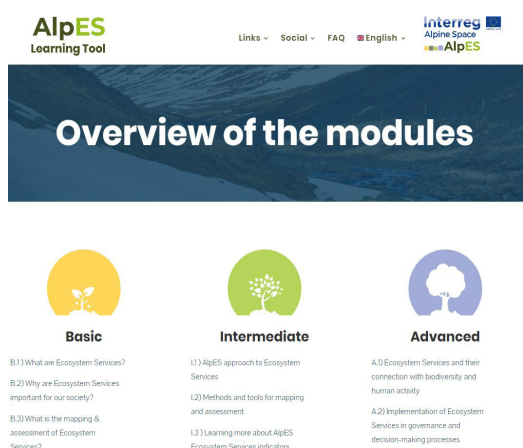 AlpES
Learning Tool
Links
Social
FAQ
English
Interreg
Alpine Space
AlpES
Overview of the modules
Basic
B.1 ) What are Ecosystem Services?
B.2) Why are Ecosystem Services
important for our society?
B.3) What is the mapping &
assessment of Ecosystem
Services?
Intermediate
I.1 ) AlpES approach to Ecosystem
Services
I.2) Methods and tools for mapping
and assessment
I.3 ) Learning more about AlpES
Ecosystem Services indicators
Advanced
A.1) Ecosystem Services and their
connection with biodiversity and
human activity
A.2) Implementation of Ecosystem
Services in governance and
decision-making processes